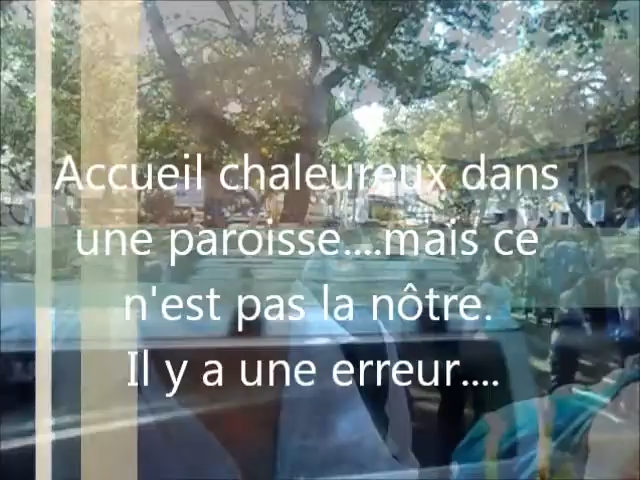 Accueil chaleureux dans
une paroisse....mais ce
n'est pas la nôtre.
Il y a une erreur....